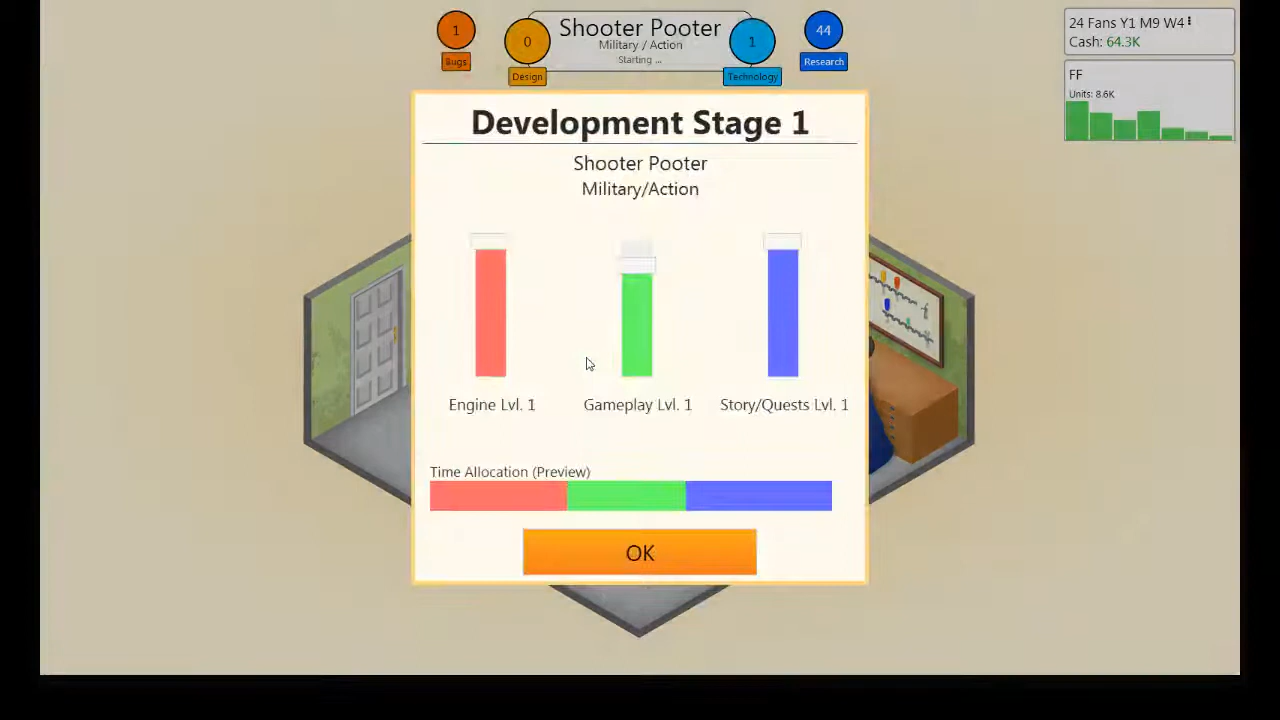 1
Bugs
0
Design
Shooter Pooter
Military / Action
Starting ...
1
Technology
44
Research
24 Fans Y1 M9 W4
Cash: 64.3K
FF
Units: 8.6K
Development Stage 1
Shooter Pooter
Military/Action
Engine Lvl. 1
Gameplay Lvl. 1
Story/Quests Lvl. 1
Time Allocation (Preview)
OK